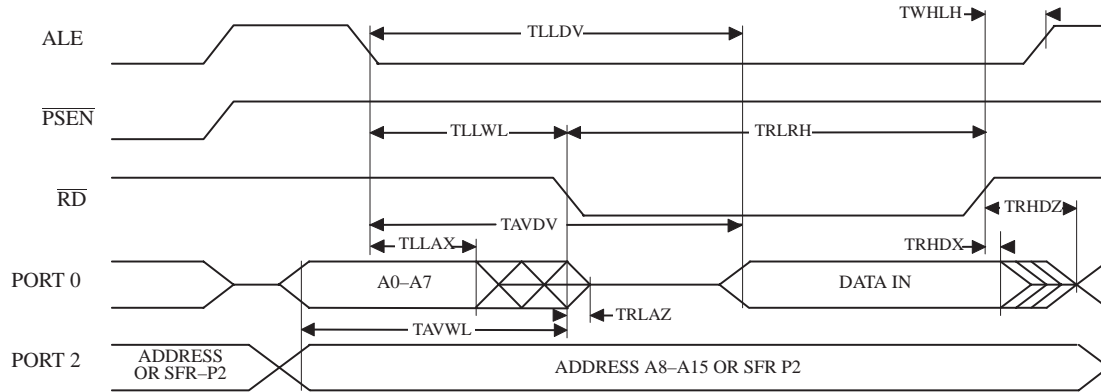 TWHLH
ALE
TLLDV
PSEN
TLLWL
TRLRH
RD
TRHDZ
TAVDV
TLLAX
TRHDX
PORT 0
A0–A7
DATA IN
TRLAZ
TAVWL
PORT 2
ADDRESS
OR SFR–P2
ADDRESS A8–A15 OR SFR P2